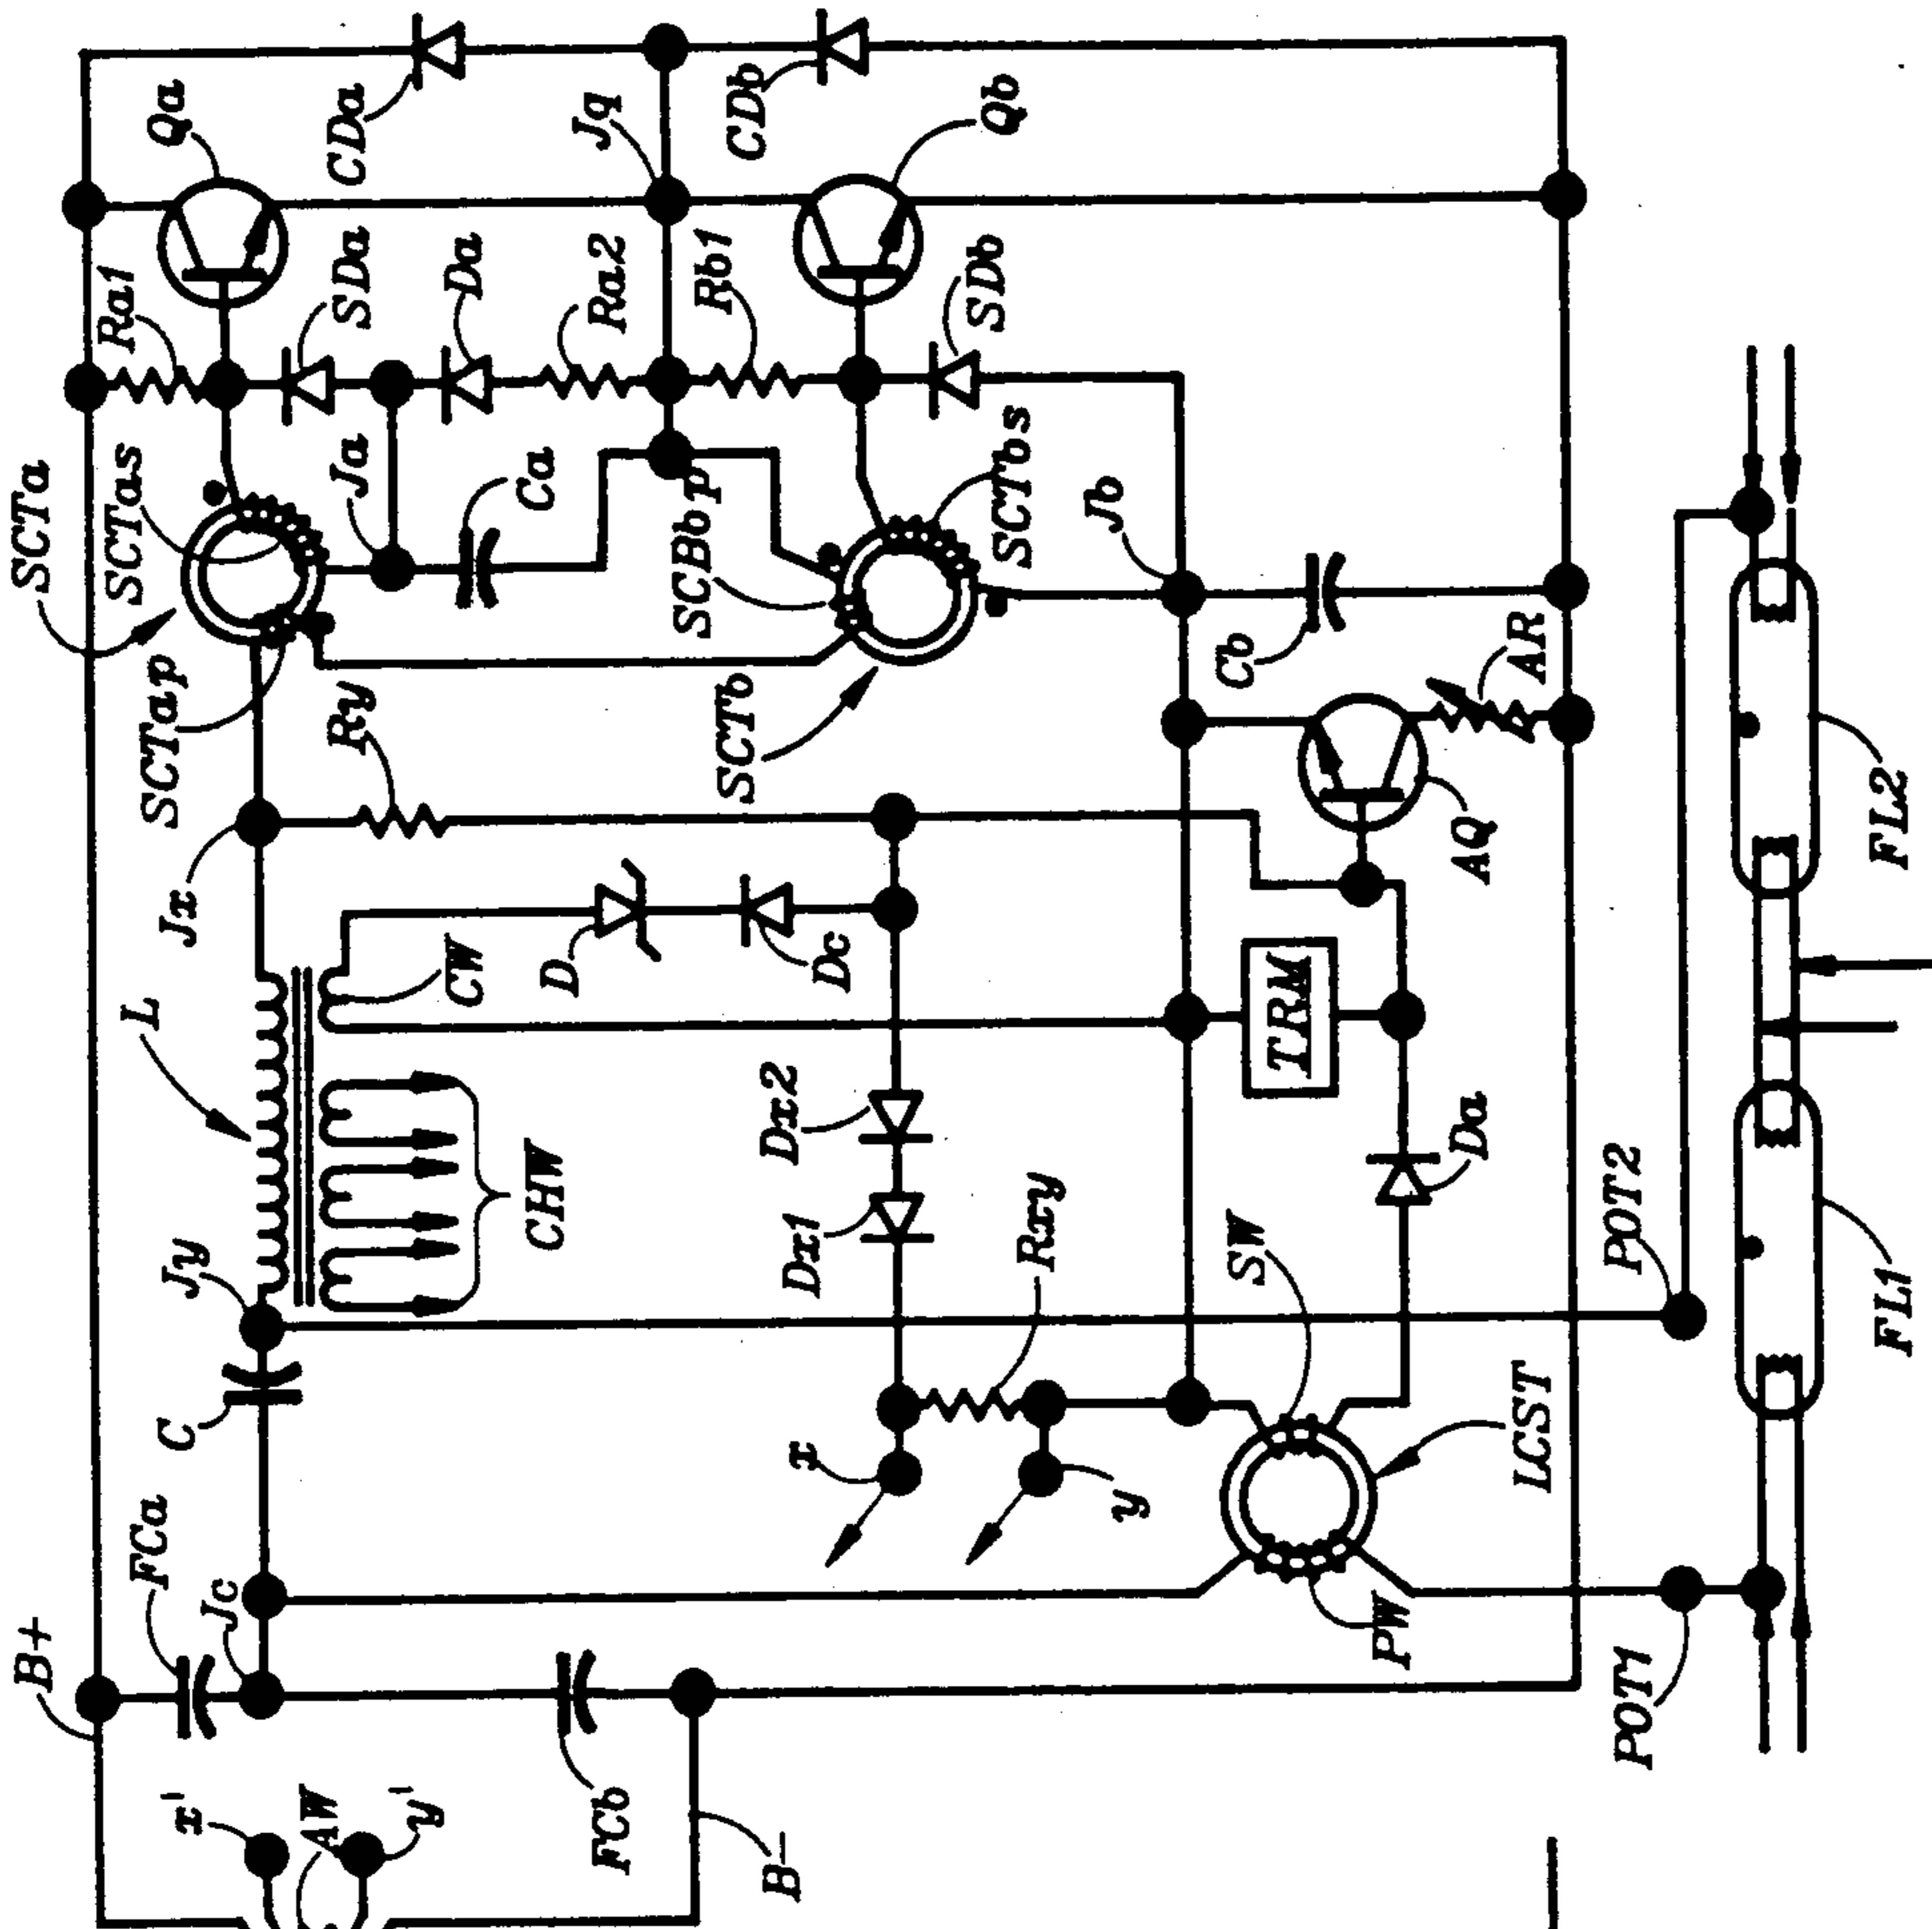 B+
FCa
Jc
x'
AW
y'
FCb
B-
C
Jy
L
CHW
CW
Jx
SCTap
SCTa
SCTas
Ra1
Qa
CDa
SDa
Ja
Ry
D
Dc
Ca
Da
Ra2
Jq
SCBbp
Rb1
CDb
SCTb
Dx2
Dx1
x
y
Rxy
SCTbs
SDb
Qb
Jb
Cb
TRM
SW
PW
LCST
Da
AQ
AR
POT1
POT2
FL1
FL2